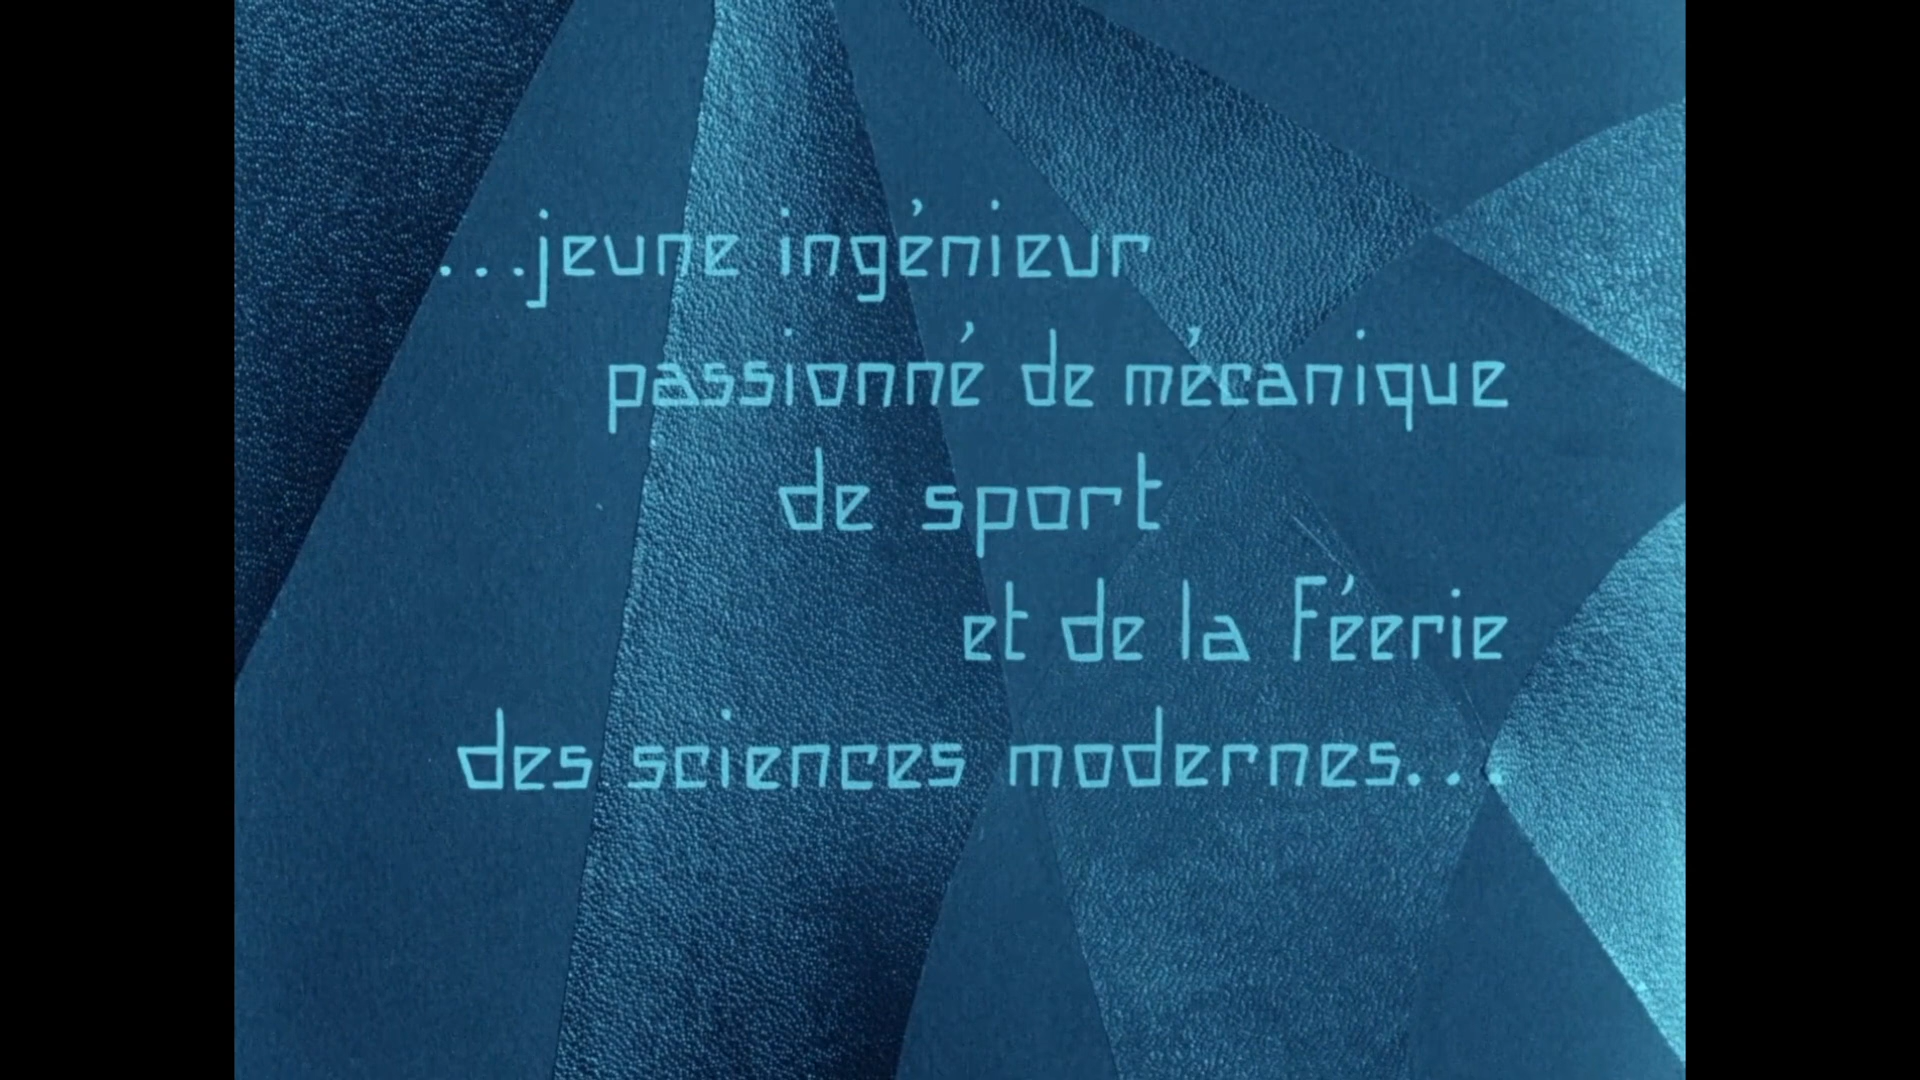 ...jeune ingénieur
passionné de mécanique
de sport
et de la Féerie
des sciences modernes...